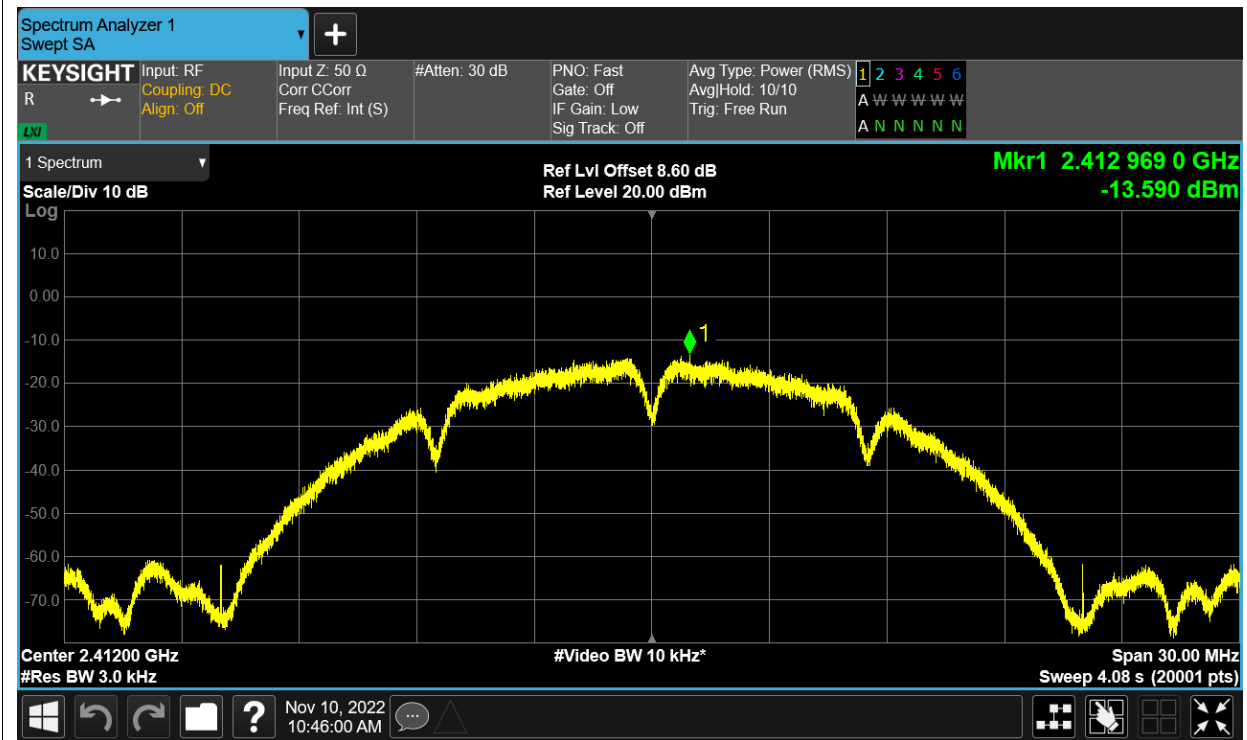 Spectrum Analyzer 1
Swept SA
KEYSIGHT
R
LXI
Input: RF
Coupling: DC
Align: Off
Input Z: 50 Ω
Corr CCorr
Freq Ref: Int (S)
#Atten: 30 dB
PNO: Fast
Gate: Off
IF Gain: Low
Sig Track: Off
Avg Type: Power (RMS)
Avg|Hold: 10/10
Trig: Free Run
1 2 3 4 5 6
A W W W W W
A N N N N N
1 Spectrum
Scale/Div 10 dB
Log
Ref Lvl Offset 8.60 dB
Ref Level 20.00 dBm
Mkr1 2.412 969 0 GHz
-13.590 dBm
10.0
0.00
-10.0
-20.0
-30.0
-40.0
-50.0
-60.0
-70.0
1
Center 2.41200 GHz
#Res BW 3.0 kHz
#Video BW 10 kHz*
Span 30.00 MHz
Sweep 4.08 s (20001 pts)
?
Nov 10, 2022
10:46:00 AM